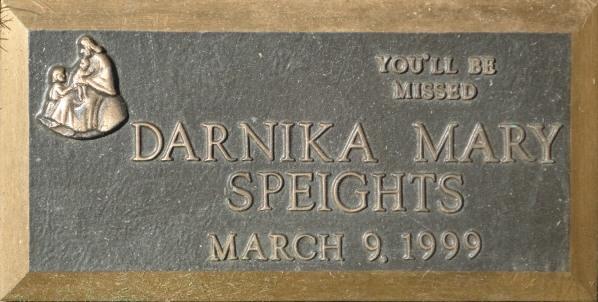 YOU'LL BE
MISSED
DARNIKA MARY
SPEIGHTS
MARCH 9, 1999